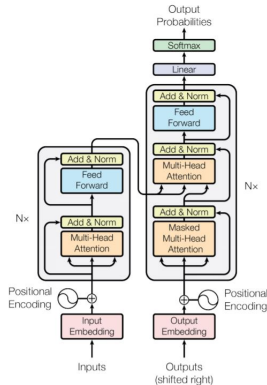 Output
Probabilities
Softmax
Linear
Add & Norm
Feed
Forward
Add & Norm
Multi-Head
Attention
Add & Norm
Masked
Multi-Head
Attention
N×
Positional
Encoding
Output
Embedding
Outputs
(shifted right)
Add & Norm
Feed
Forward
N×
Add & Norm
Multi-Head
Attention
Positional
Encoding
Input
Embedding
Inputs